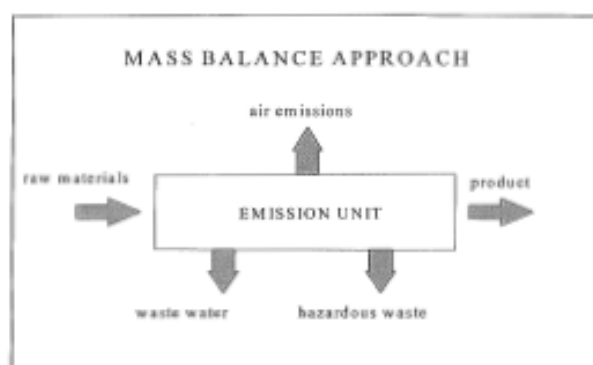 MASS BALANCE APPROACH
air emissions
raw materials
product
EMISSION UNIT
waste water
hazardous waste